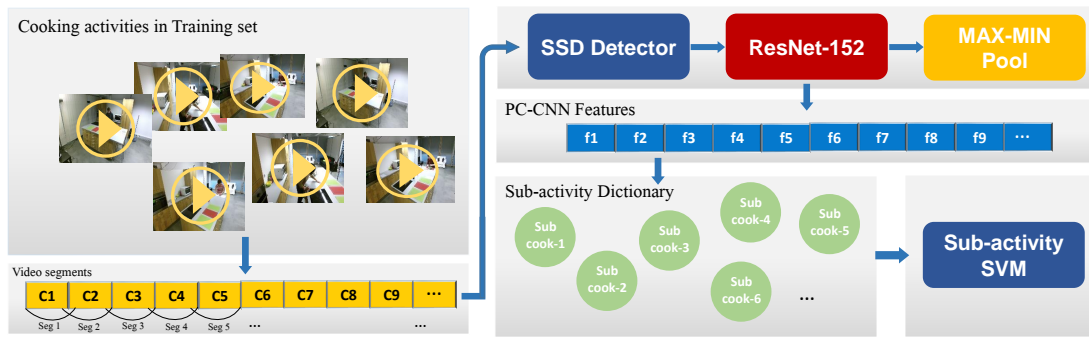 Cooking activities in Training set
Video segments
C1 C2 C3 C4 C5 C6 C7 C8 C9 ...
Seg 1 Seg 2 Seg 3 Seg 4 Seg 5 ... ...
SSD Detector
ResNet-152
MAX-MIN
Pool
PC-CNN Features
f1 f2 f3 f4 f5 f6 f7 f8 f9 ...
Sub-activity Dictionary
Sub
cook-1
Sub
cook-2
Sub
cook-3
Sub
cook-4
Sub
cook-5
Sub
cook-6
...
Sub-activity
SVM